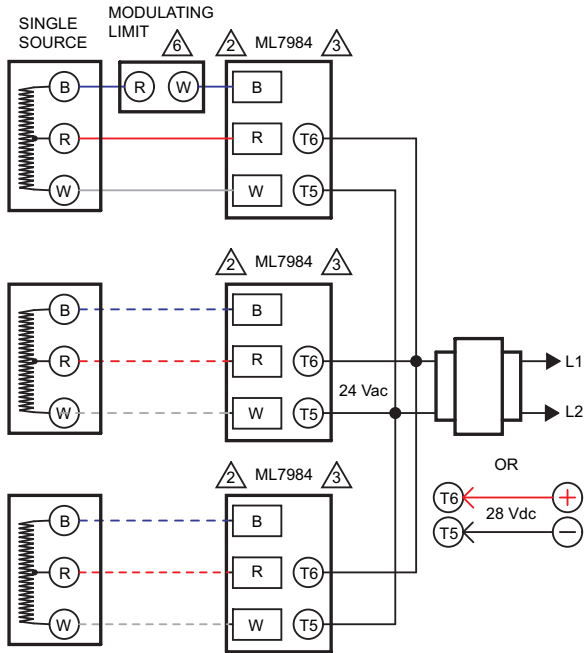 SINGLE
SOURCE
MODULATING
LIMIT
6
2 ML7984 3
B R W B
R R T6
W W T5
2 ML7984 3
B B
R R T6
W W T5
24 Vac
L1
L2
OR
T6 +
28 Vdc
T5 −
2 ML7984 3
B B
R R T6
W W T5